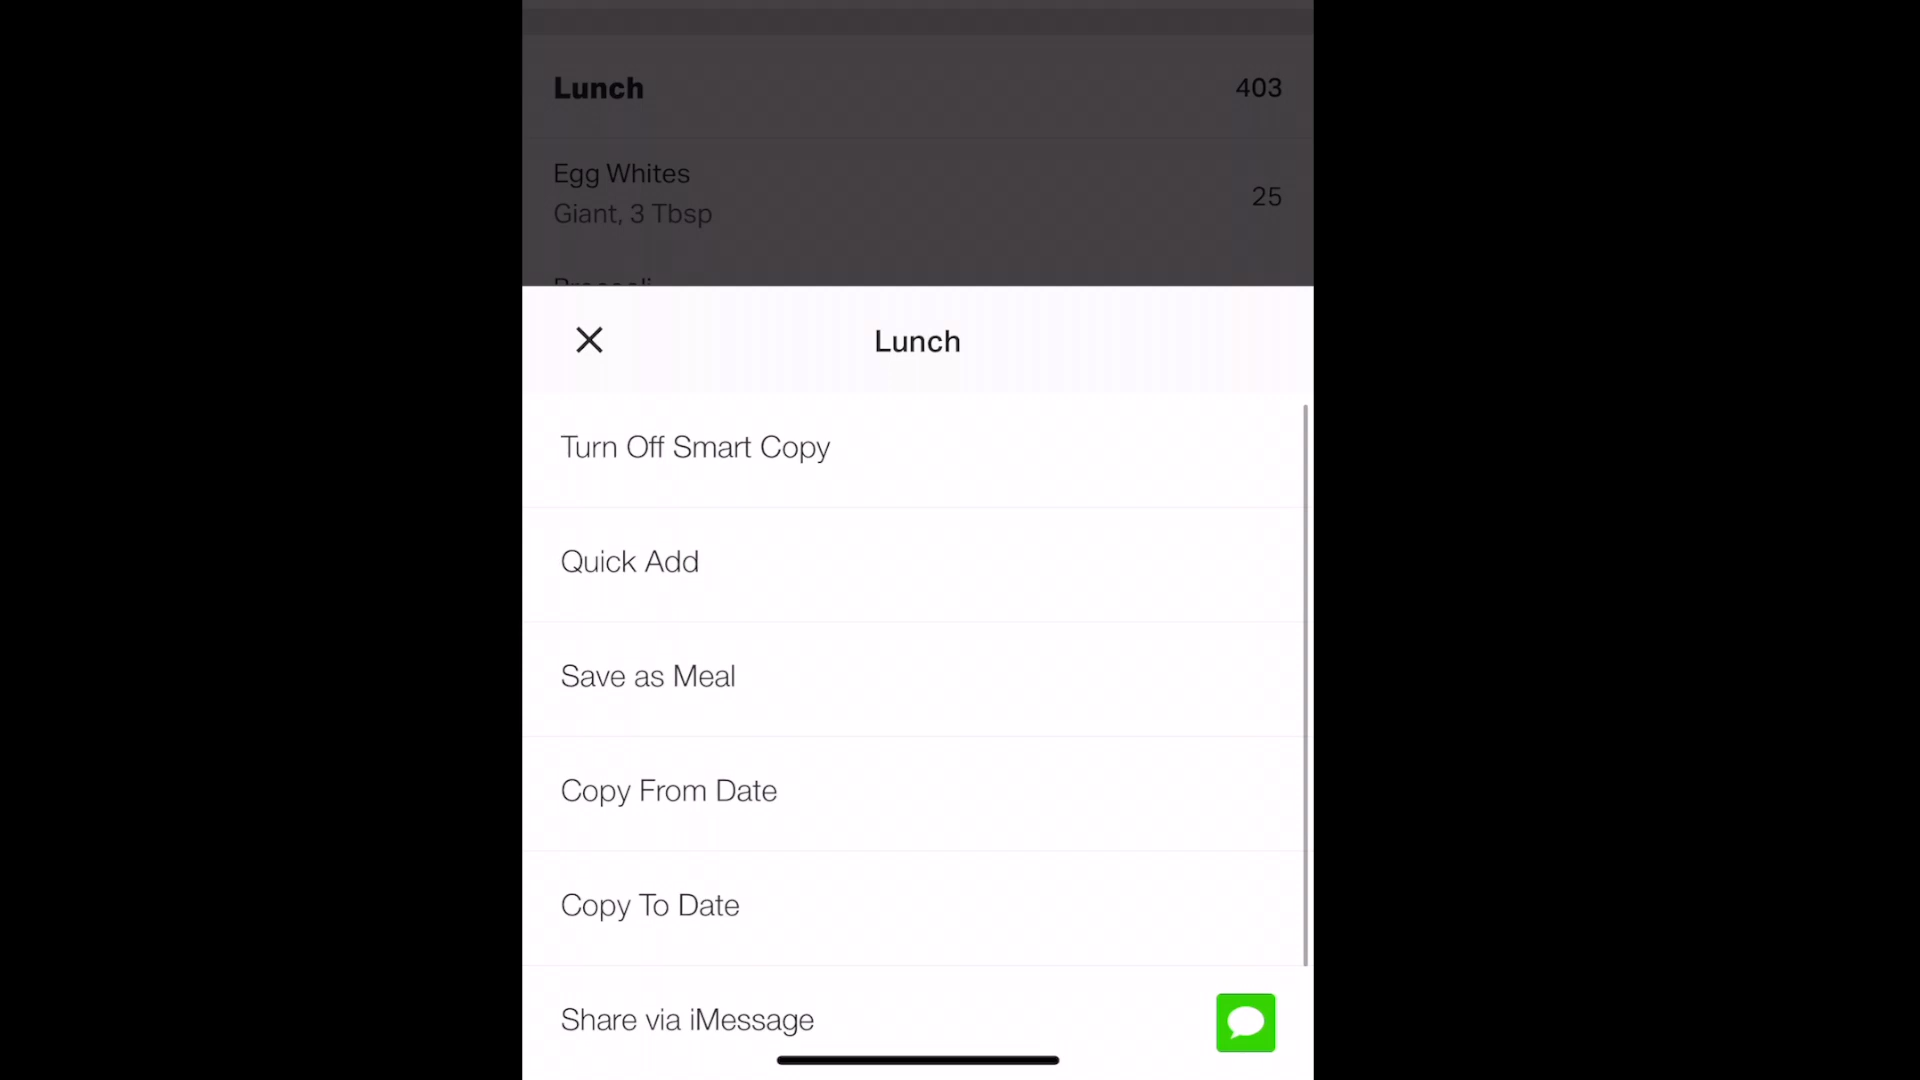 Lunch 403
Egg Whites
25
Giant, 3 Tbsp
Broccoli
Lunch
Turn Off Smart Copy
Quick Add
Save as Meal
Copy From Date
Copy To Date
Share via iMessage